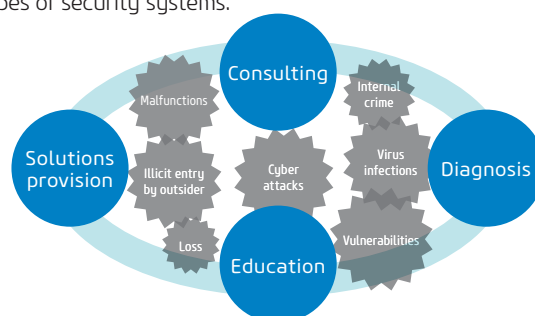 pes of security systems.
Consulting
Malfunctions
Internal
crime
Solutions
provision
Illicit entry
by outsider
Cyber
attacks
Virus
infections
Diagnosis
Loss
Education
Vulnerabilities